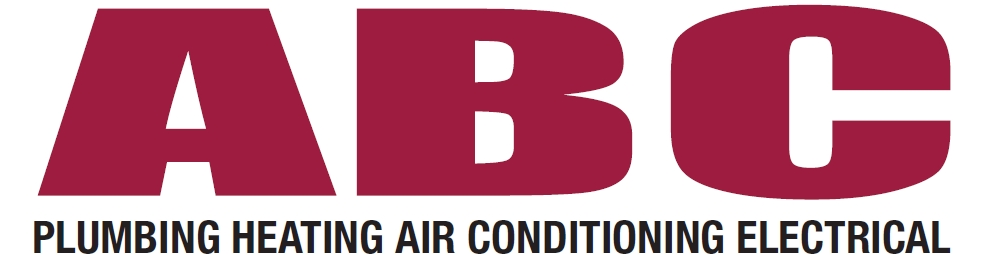 ABC
PLUMBING HEATING AIR CONDITIONING ELECTRICAL